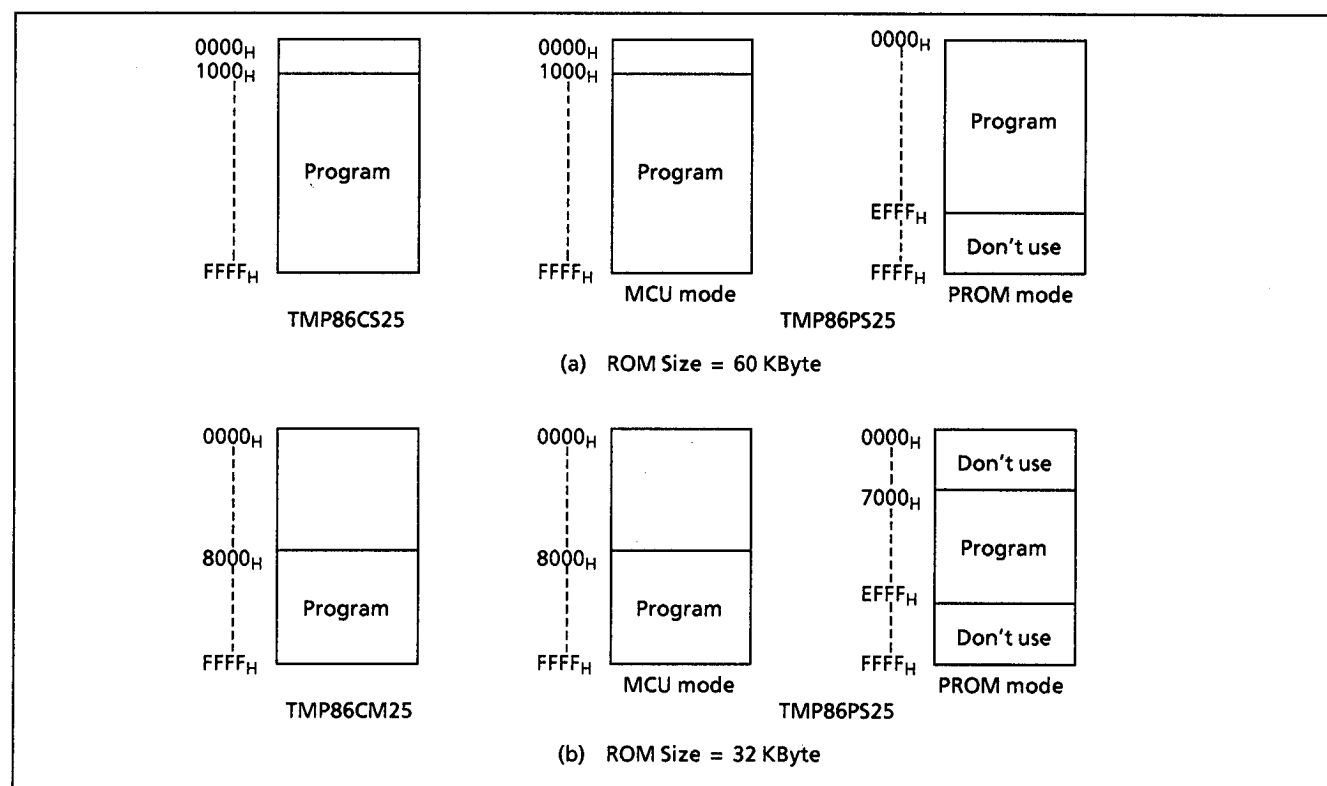 0000H
1000H
Program
FFFFH
TMP86CS25
0000H
1000H
Program
FFFFH
MCU mode
0000H
Program
EFFFH
Don't use
FFFFH
PROM mode
TMP86PS25
(a) ROM Size = 60 KByte
0000H
8000H
Program
FFFFH
TMP86CM25
0000H
8000H
Program
FFFFH
MCU mode
0000H
Don't use
7000H
Program
EFFFH
Don't use
FFFFH
PROM mode
TMP86PS25
(b) ROM Size = 32 KByte